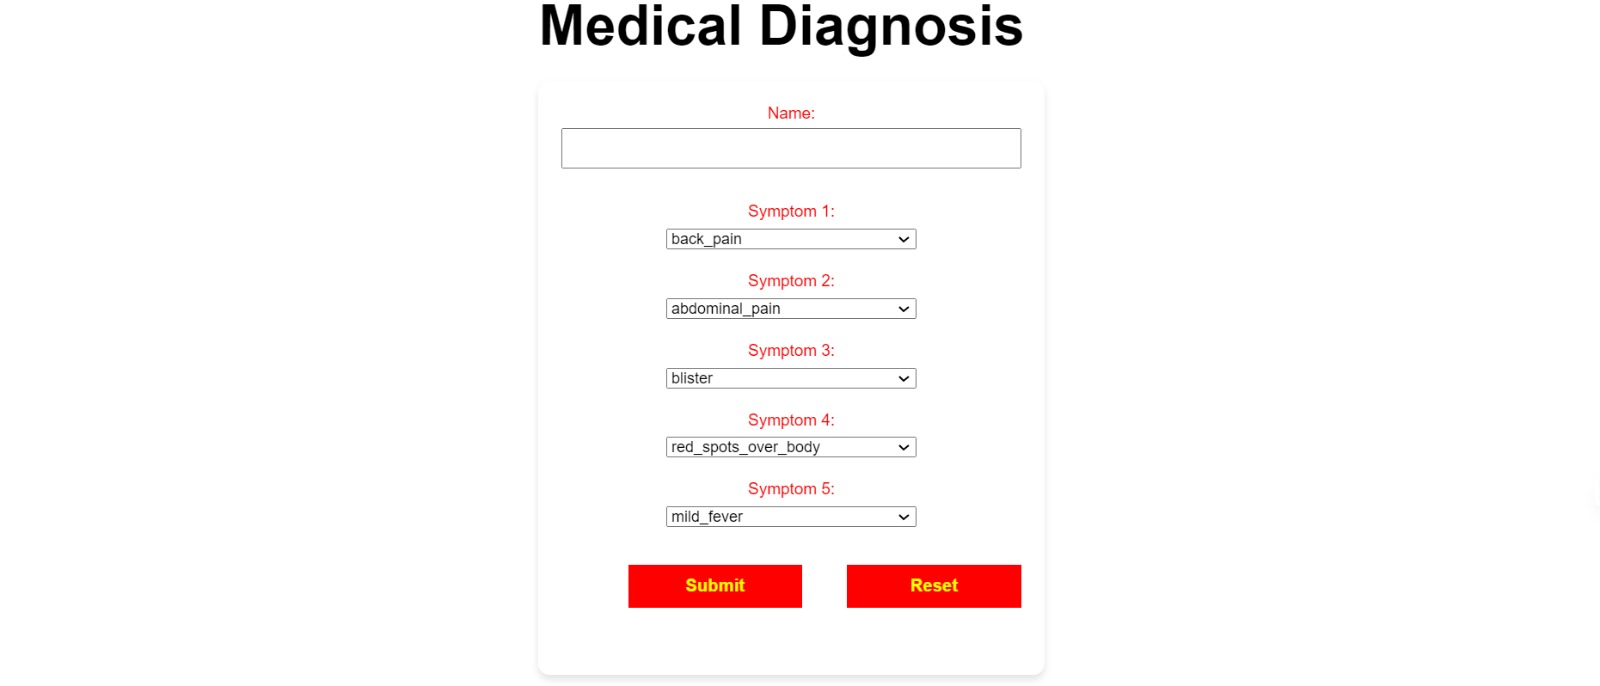 Medical Diagnosis
Name:
Symptom 1:
back_pain
Symptom 2:
abdominal_pain
Symptom 3:
blister
Symptom 4:
red_spots_over_body
Symptom 5:
mild_fever
Submit Reset